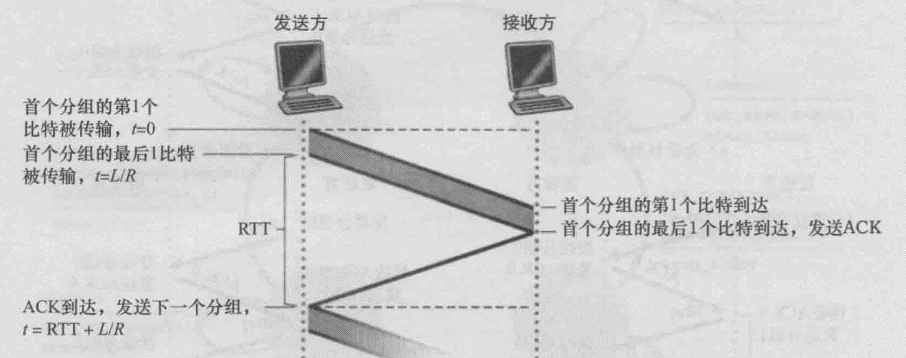 发送方
接收方
首个分组的第1个
比特被传输，t=0
首个分组的最后1比特
被传输，t=L/R
首个分组的第1个比特到达
首个分组的最后1个比特到达，发送ACK
RTT
ACK到达，发送下一个分组，
t = RTT + L/R